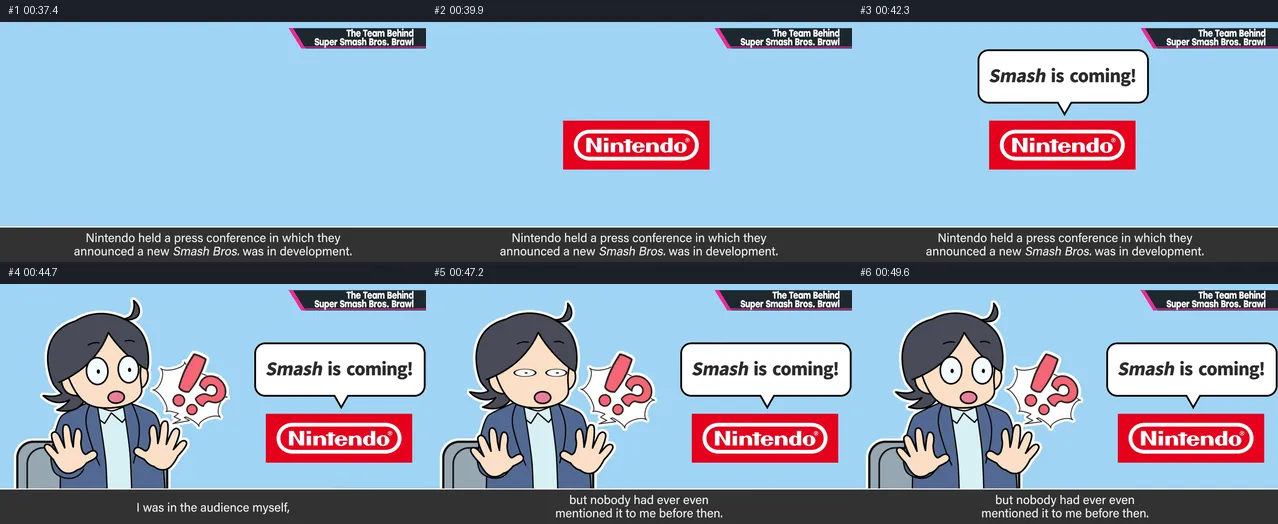 #1 00:37.4
The Team Behind
Super Smash Bros. Brawl
Nintendo held a press conference in which they
announced a new Smash Bros. was in development.
#2 00:39.9
The Team Behind
Super Smash Bros. Brawl
Nintendo®
Nintendo held a press conference in which they
announced a new Smash Bros. was in development.
#3 00:42.3
The Team Behind
Super Smash Bros. Brawl
Smash is coming!
Nintendo®
Nintendo held a press conference in which they
announced a new Smash Bros. was in development.
#4 00:44.7
The Team Behind
Super Smash Bros. Brawl
!?
Smash is coming!
Nintendo®
I was in the audience myself,
#5 00:47.2
The Team Behind
Super Smash Bros. Brawl
!?
Smash is coming!
Nintendo®
but nobody had ever even
mentioned it to me before then.
#6 00:49.6
The Team Behind
Super Smash Bros. Brawl
!?
Smash is coming!
Nintendo®
but nobody had ever even
mentioned it to me before then.